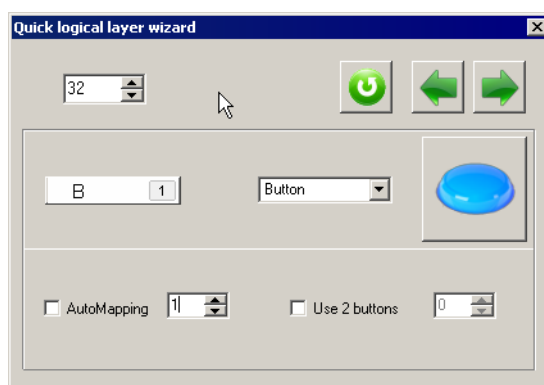 Quick logical layer wizard
32
B 1 Button
AutoMapping 1 Use 2 buttons 0